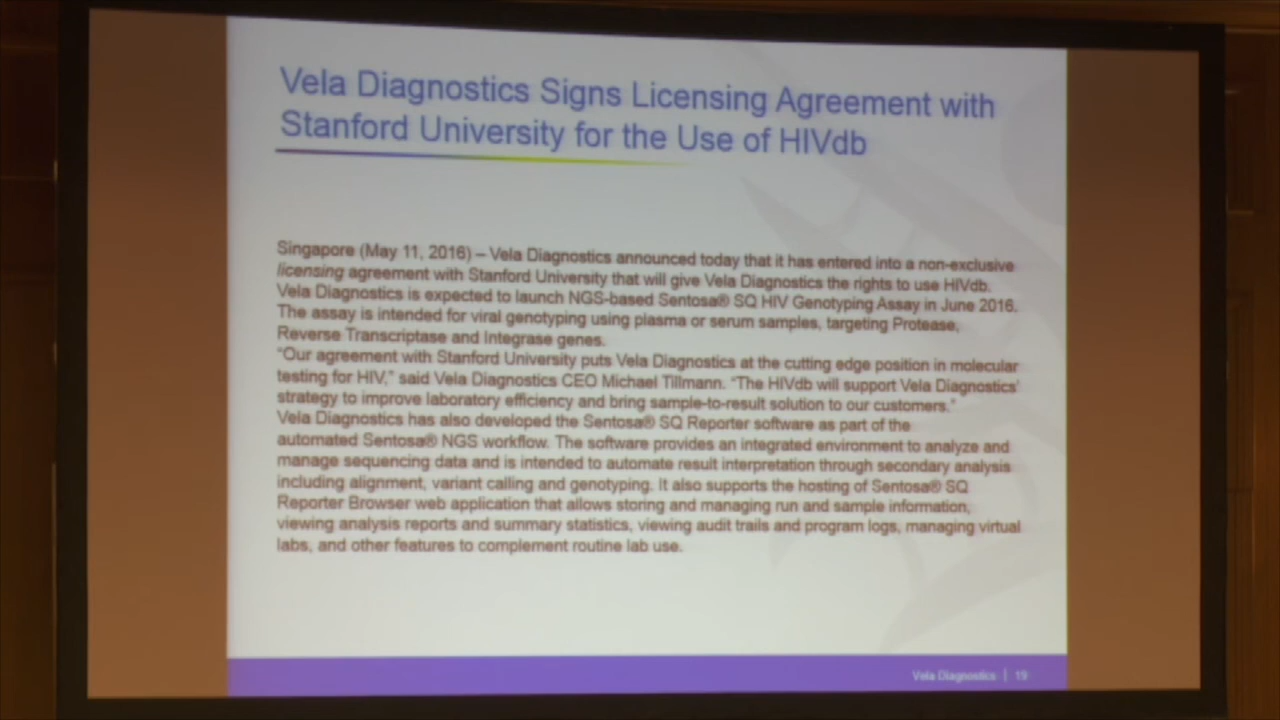 Vela Diagnostics Signs Licensing Agreement with
Stanford University for the Use of HIVdb
Singapore (May 11, 2016) – Vela Diagnostics announced today that it has entered into a non-exclusive
licensing agreement with Stanford University that will give Vela Diagnostics the rights to use HIVdb.
Vela Diagnostics is expected to launch NGS-based Sentosa® SQ HIV Genotyping Assay in June 2016.
The assay is intended for viral genotyping using plasma or serum samples, targeting Protease,
Reverse Transcriptase and Integrase genes.
“Our agreement with Stanford University puts Vela Diagnostics at the cutting edge position in molecular
testing for HIV,” said Vela Diagnostics CEO Michael Tillmann. “The HIVdb will support Vela Diagnostics’
strategy to improve laboratory efficiency and bring sample-to-result solution to our customers.”
Vela Diagnostics has also developed the Sentosa® SQ Reporter software as part of the
automated Sentosa® NGS workflow. The software provides an integrated environment to analyze and
manage sequencing data and is intended to automate result interpretation through secondary analysis
including alignment, variant calling and genotyping. It also supports the hosting of Sentosa® SQ
Reporter Browser web application that allows storing and managing run and sample information,
viewing analysis reports and summary statistics, viewing audit trails and program logs, managing virtual
labs, and other features to complement routine lab use.
Vela Diagnostics | 19